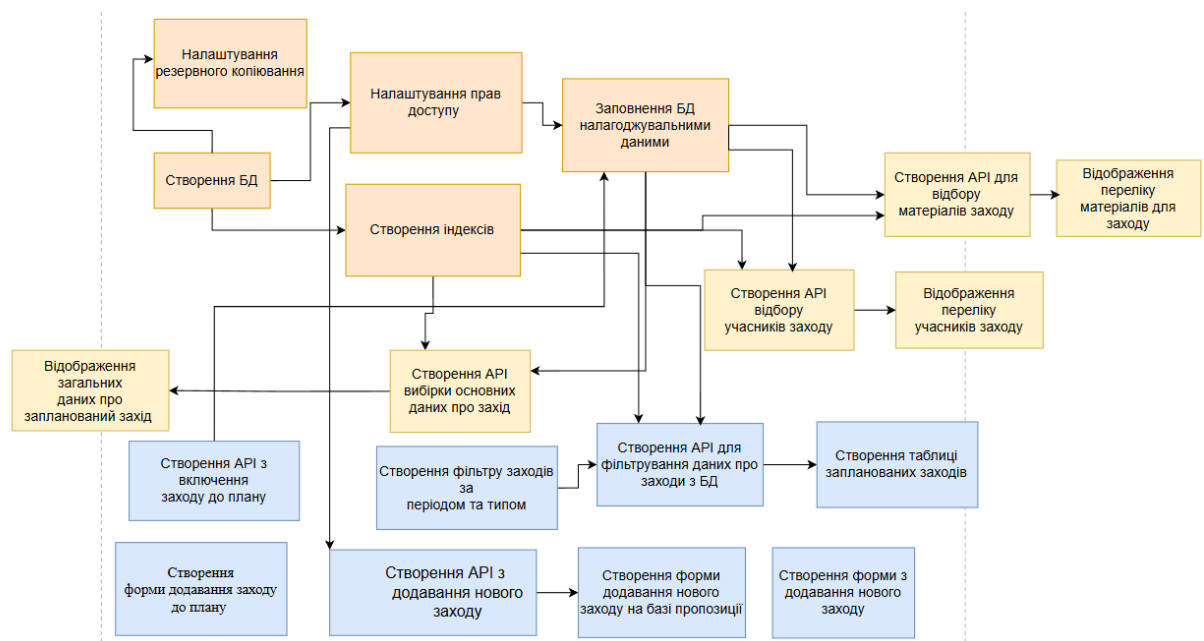 Налаштування
резервного копіювання
Налаштування прав
доступу
Заповнення БД
налагоджувальними
даними
Створення БД
Створення API для
відбору
матеріалів заходу
Відображення
переліку
матеріалів для
заходу
Створення індексів
Створення API
відбору
учасників заходу
Відображення
переліку
учасників заходу
Відображення
загальних
даних про
запланований захід
Створення API
вибірки основних
даних про захід
Створення API з
включення
заходу до плану
Створення фільтру заходів
за
періодом та типом
Створення API для
фільтрування даних про
заходи з БД
Створення таблиці
запланованих заходів
Створення
форми додавання заходу
до плану
Створення API з
додавання нового
заходу
Створення форми
додавання нового
заходу на базі пропозиції
Створення форми з
додавання нового
заходу